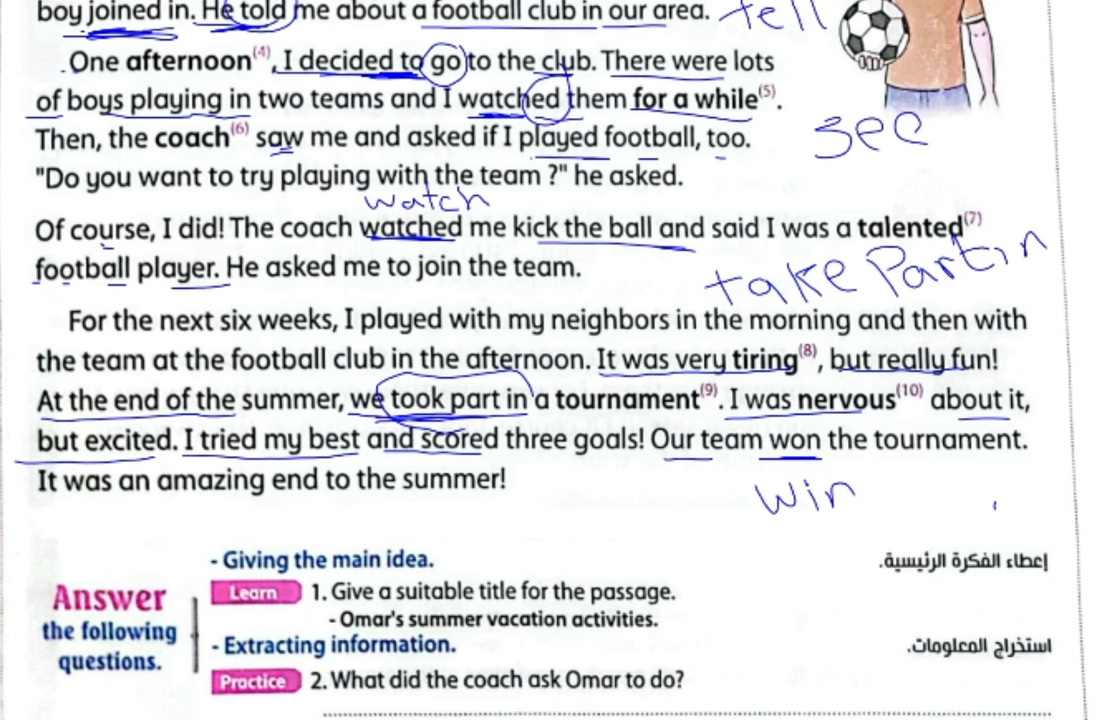 boy joined in. He told me about a football club in our area.
tell
One afternoon(4), I decided to go to the club. There were lots
of boys playing in two teams and I watched them for a while(5).
Then, the coach(6) saw me and asked if I played football, too.
see
"Do you want to try playing with the team ?" he asked.
watch
Of course, I did! The coach watched me kick the ball and said I was a talented(7)
football player. He asked me to join the team.
take Part in
For the next six weeks, I played with my neighbors in the morning and then with
the team at the football club in the afternoon. It was very tiring(8), but really fun!
At the end of the summer, we took part in a tournament(9). I was nervous(10) about it,
but excited. I tried my best and scored three goals! Our team won the tournament.
It was an amazing end to the summer!
win
- Giving the main idea.
إعطاء الفكرة الرئيسية.
Answer
the following
questions.
Learn 1. Give a suitable title for the passage.
- Omar's summer vacation activities.
- Extracting information.
استخراج المعلومات.
Practice 2. What did the coach ask Omar to do?